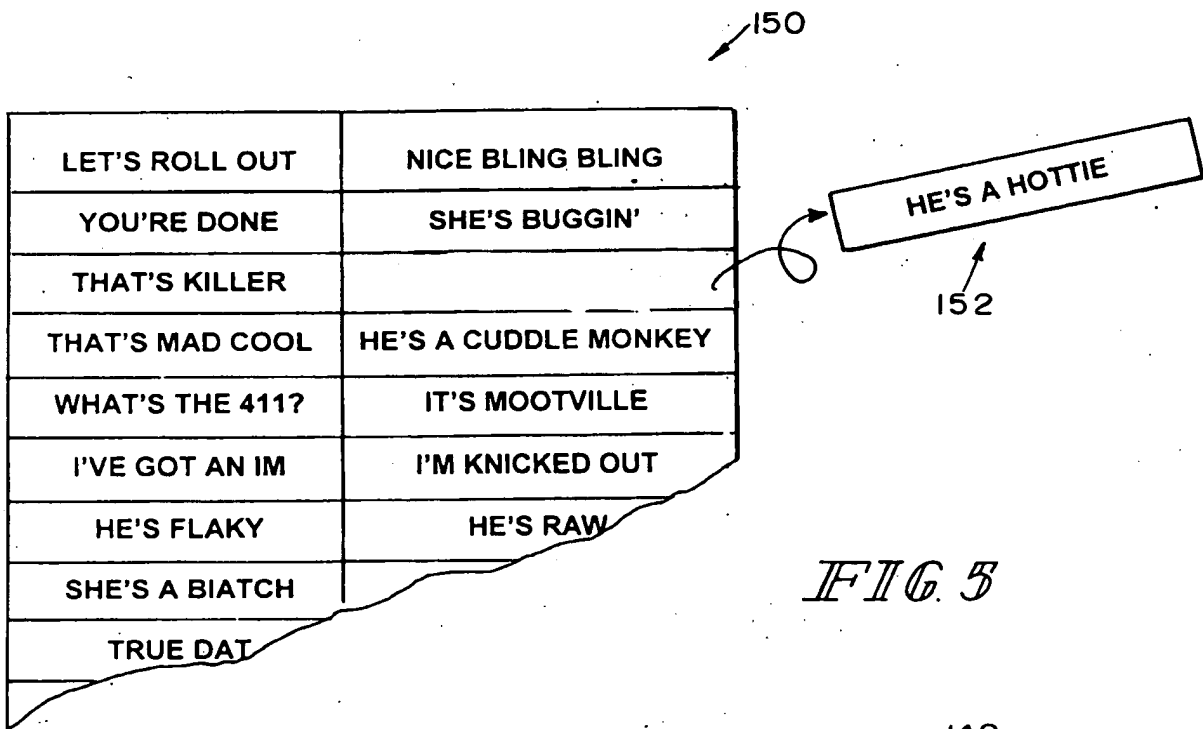 150
LET'S ROLL OUT NICE BLING BLING
HE'S A HOTTIE
YOU'RE DONE SHE'S BUGGIN'
THAT'S KILLER
152
THAT'S MAD COOL HE'S A CUDDLE MONKEY
WHAT'S THE 411? IT'S MOOTVILLE
I'VE GOT AN IM I'M KNICKED OUT
HE'S FLAKY HE'S RAW
SHE'S A BIATCH
FIG. 5
TRUE DAT